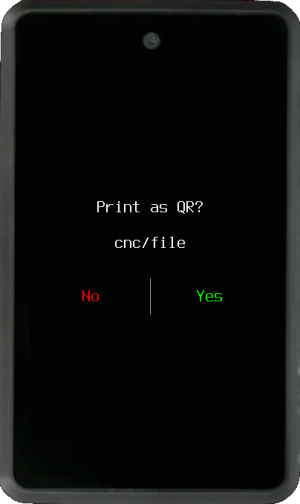 Print as QR?
cnc/file
No
Yes